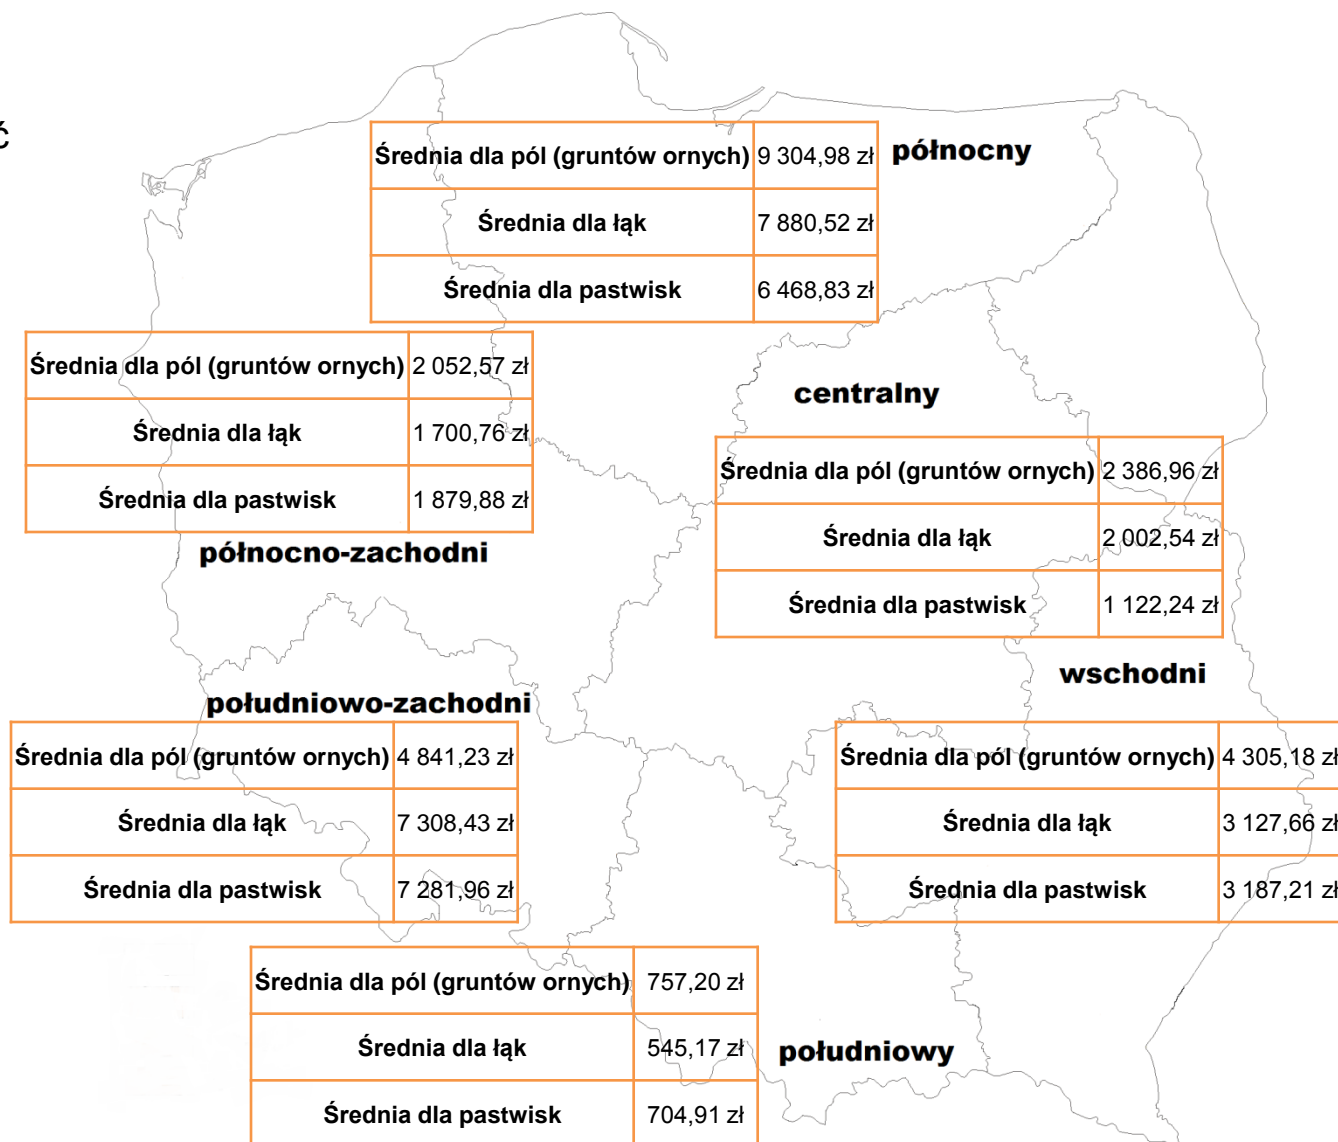 ć
Średnia dla pól (gruntów ornych) 9 304,98 zł
północny
Średnia dla łąk 7 880,52 zł
Średnia dla pastwisk 6 468,83 zł
Średnia dla pól (gruntów ornych) 2 052,57 zł
Średnia dla łąk 1 700,76 zł
Średnia dla pastwisk 1 879,88 zł
północno-zachodni
centralny
Średnia dla pól (gruntów ornych) 2 386,96 zł
Średnia dla łąk 2 002,54 zł
Średnia dla pastwisk 1 122,24 zł
południowo-zachodni
Średnia dla pól (gruntów ornych) 4 841,23 zł
Średnia dla łąk 7 308,43 zł
Średnia dla pastwisk 7 281,96 zł
wschodni
Średnia dla pól (gruntów ornych) 4 305,18 zł
Średnia dla łąk 3 127,66 zł
Średnia dla pastwisk 3 187,21 zł
Średnia dla pól (gruntów ornych) 757,20 zł
Średnia dla łąk 545,17 zł
Średnia dla pastwisk 704,91 zł
południowy